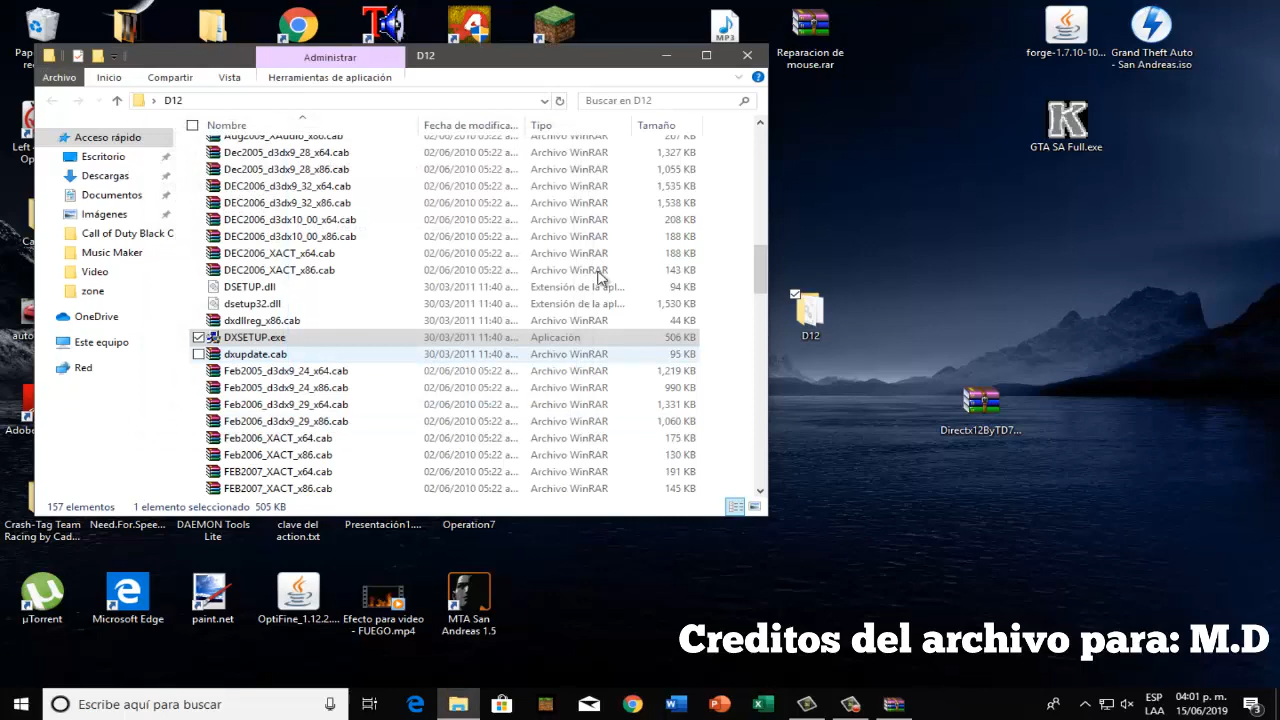 Reparacion de
mouse.rar
forge-1.7.10-10...
Grand Theft Auto
- San Andreas.iso
Administrar
D12
Archivo
Inicio
Compartir
Vista
Herramientas de aplicación
D12
Buscar en D12
Nombre
Fecha de modifica...
Tipo
Tamaño
Acceso rápido
Escritorio
Descargas
Documentos
Imágenes
Call of Duty Black O
Music Maker
Video
zone
OneDrive
Este equipo
Red
Aug2009_XAudio_x86.cab 02/06/2010 05:22 a... Archivo WinRAR 267 KB
Dec2005_d3dx9_28_x64.cab 02/06/2010 05:22 a... Archivo WinRAR 1,327 KB
Dec2005_d3dx9_28_x86.cab 02/06/2010 05:22 a... Archivo WinRAR 1,055 KB
DEC2006_d3dx9_32_x64.cab 02/06/2010 05:22 a... Archivo WinRAR 1,535 KB
DEC2006_d3dx9_32_x86.cab 02/06/2010 05:22 a... Archivo WinRAR 1,538 KB
DEC2006_d3dx10_00_x64.cab 02/06/2010 05:22 a... Archivo WinRAR 208 KB
DEC2006_d3dx10_00_x86.cab 02/06/2010 05:22 a... Archivo WinRAR 188 KB
DEC2006_XACT_x64.cab 02/06/2010 05:22 a... Archivo WinRAR 188 KB
DEC2006_XACT_x86.cab 02/06/2010 05:22 a... Archivo WinRAR 143 KB
DSETUP.dll 30/03/2011 11:40 a... Extensión de la apl... 94 KB
dsetup32.dll 30/03/2011 11:40 a... Extensión de la apl... 1,530 KB
dxdllreg_x86.cab 30/03/2011 11:40 a... Archivo WinRAR 44 KB
DXSETUP.exe 30/03/2011 11:40 a... Aplicación 506 KB
dxupdate.cab 30/03/2011 11:40 a... Archivo WinRAR 95 KB
Feb2005_d3dx9_24_x64.cab 02/06/2010 05:22 a... Archivo WinRAR 1,219 KB
Feb2005_d3dx9_24_x86.cab 02/06/2010 05:22 a... Archivo WinRAR 990 KB
Feb2006_d3dx9_29_x64.cab 02/06/2010 05:22 a... Archivo WinRAR 1,331 KB
Feb2006_d3dx9_29_x86.cab 02/06/2010 05:22 a... Archivo WinRAR 1,060 KB
Feb2006_XACT_x64.cab 02/06/2010 05:22 a... Archivo WinRAR 175 KB
Feb2006_XACT_x86.cab 02/06/2010 05:22 a... Archivo WinRAR 130 KB
FEB2007_XACT_x64.cab 02/06/2010 05:22 a... Archivo WinRAR 191 KB
FEB2007_XACT_x86.cab 02/06/2010 05:22 a... Archivo WinRAR 145 KB
157 elementos
1 elemento seleccionado 505 KB
GTA SA Full.exe
D12
Directx12ByTD7...
MP3
Crash-Tag Team
Racing by Cad...
Need.For.Spee...
DAEMON Tools
Lite
clave del
action.txt
Presentación1....
Operation7
µTorrent
Microsoft Edge
paint.net
OptiFine_1.12.2....
Efecto para video
- FUEGO.mp4
MTA San
Andreas 1.5
Creditos del archivo para: M.D
Escribe aquí para buscar
ESP
LAA
04:01 p. m.
15/06/2019
3